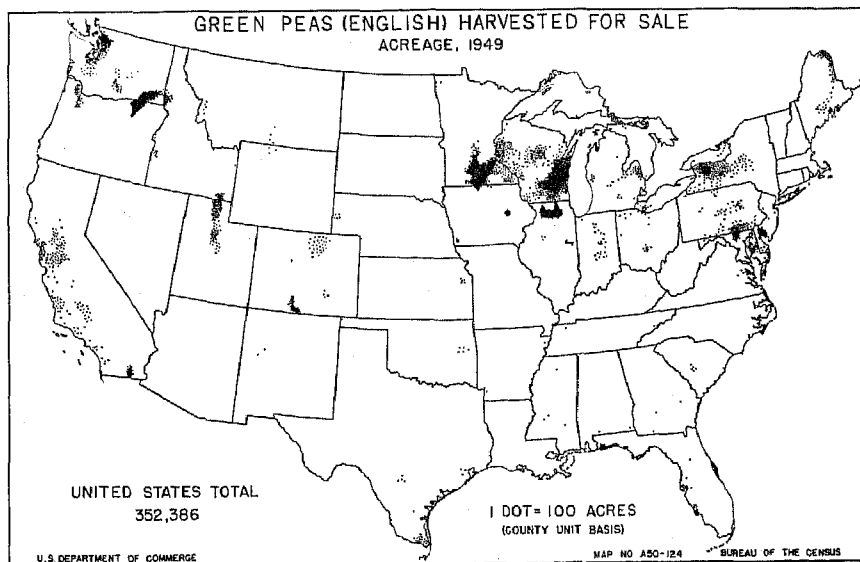 GREEN PEAS (ENGLISH) HARVESTED FOR SALE
ACREAGE, 1949
UNITED STATES TOTAL
352,386
1 DOT = 100 ACRES
(COUNTY UNIT BASIS)
U.S. DEPARTMENT OF COMMERCE
MAP NO A50-124
BUREAU OF THE CENSUS